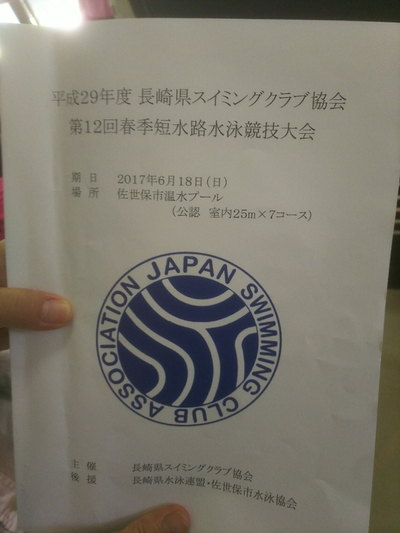 平成29年度 長崎県スイミングクラブ協会
第12回春季短水路水泳競技大会
期 日 2017年6月18日(日)
場 所 佐世保市温水プール
(公認 室内25m×7コース)
JAPAN SWIMMING CLUB ASSOCIATION
主 催 長崎県スイミングクラブ協会
後 援 長崎県水泳連盟・佐世保市水泳協会